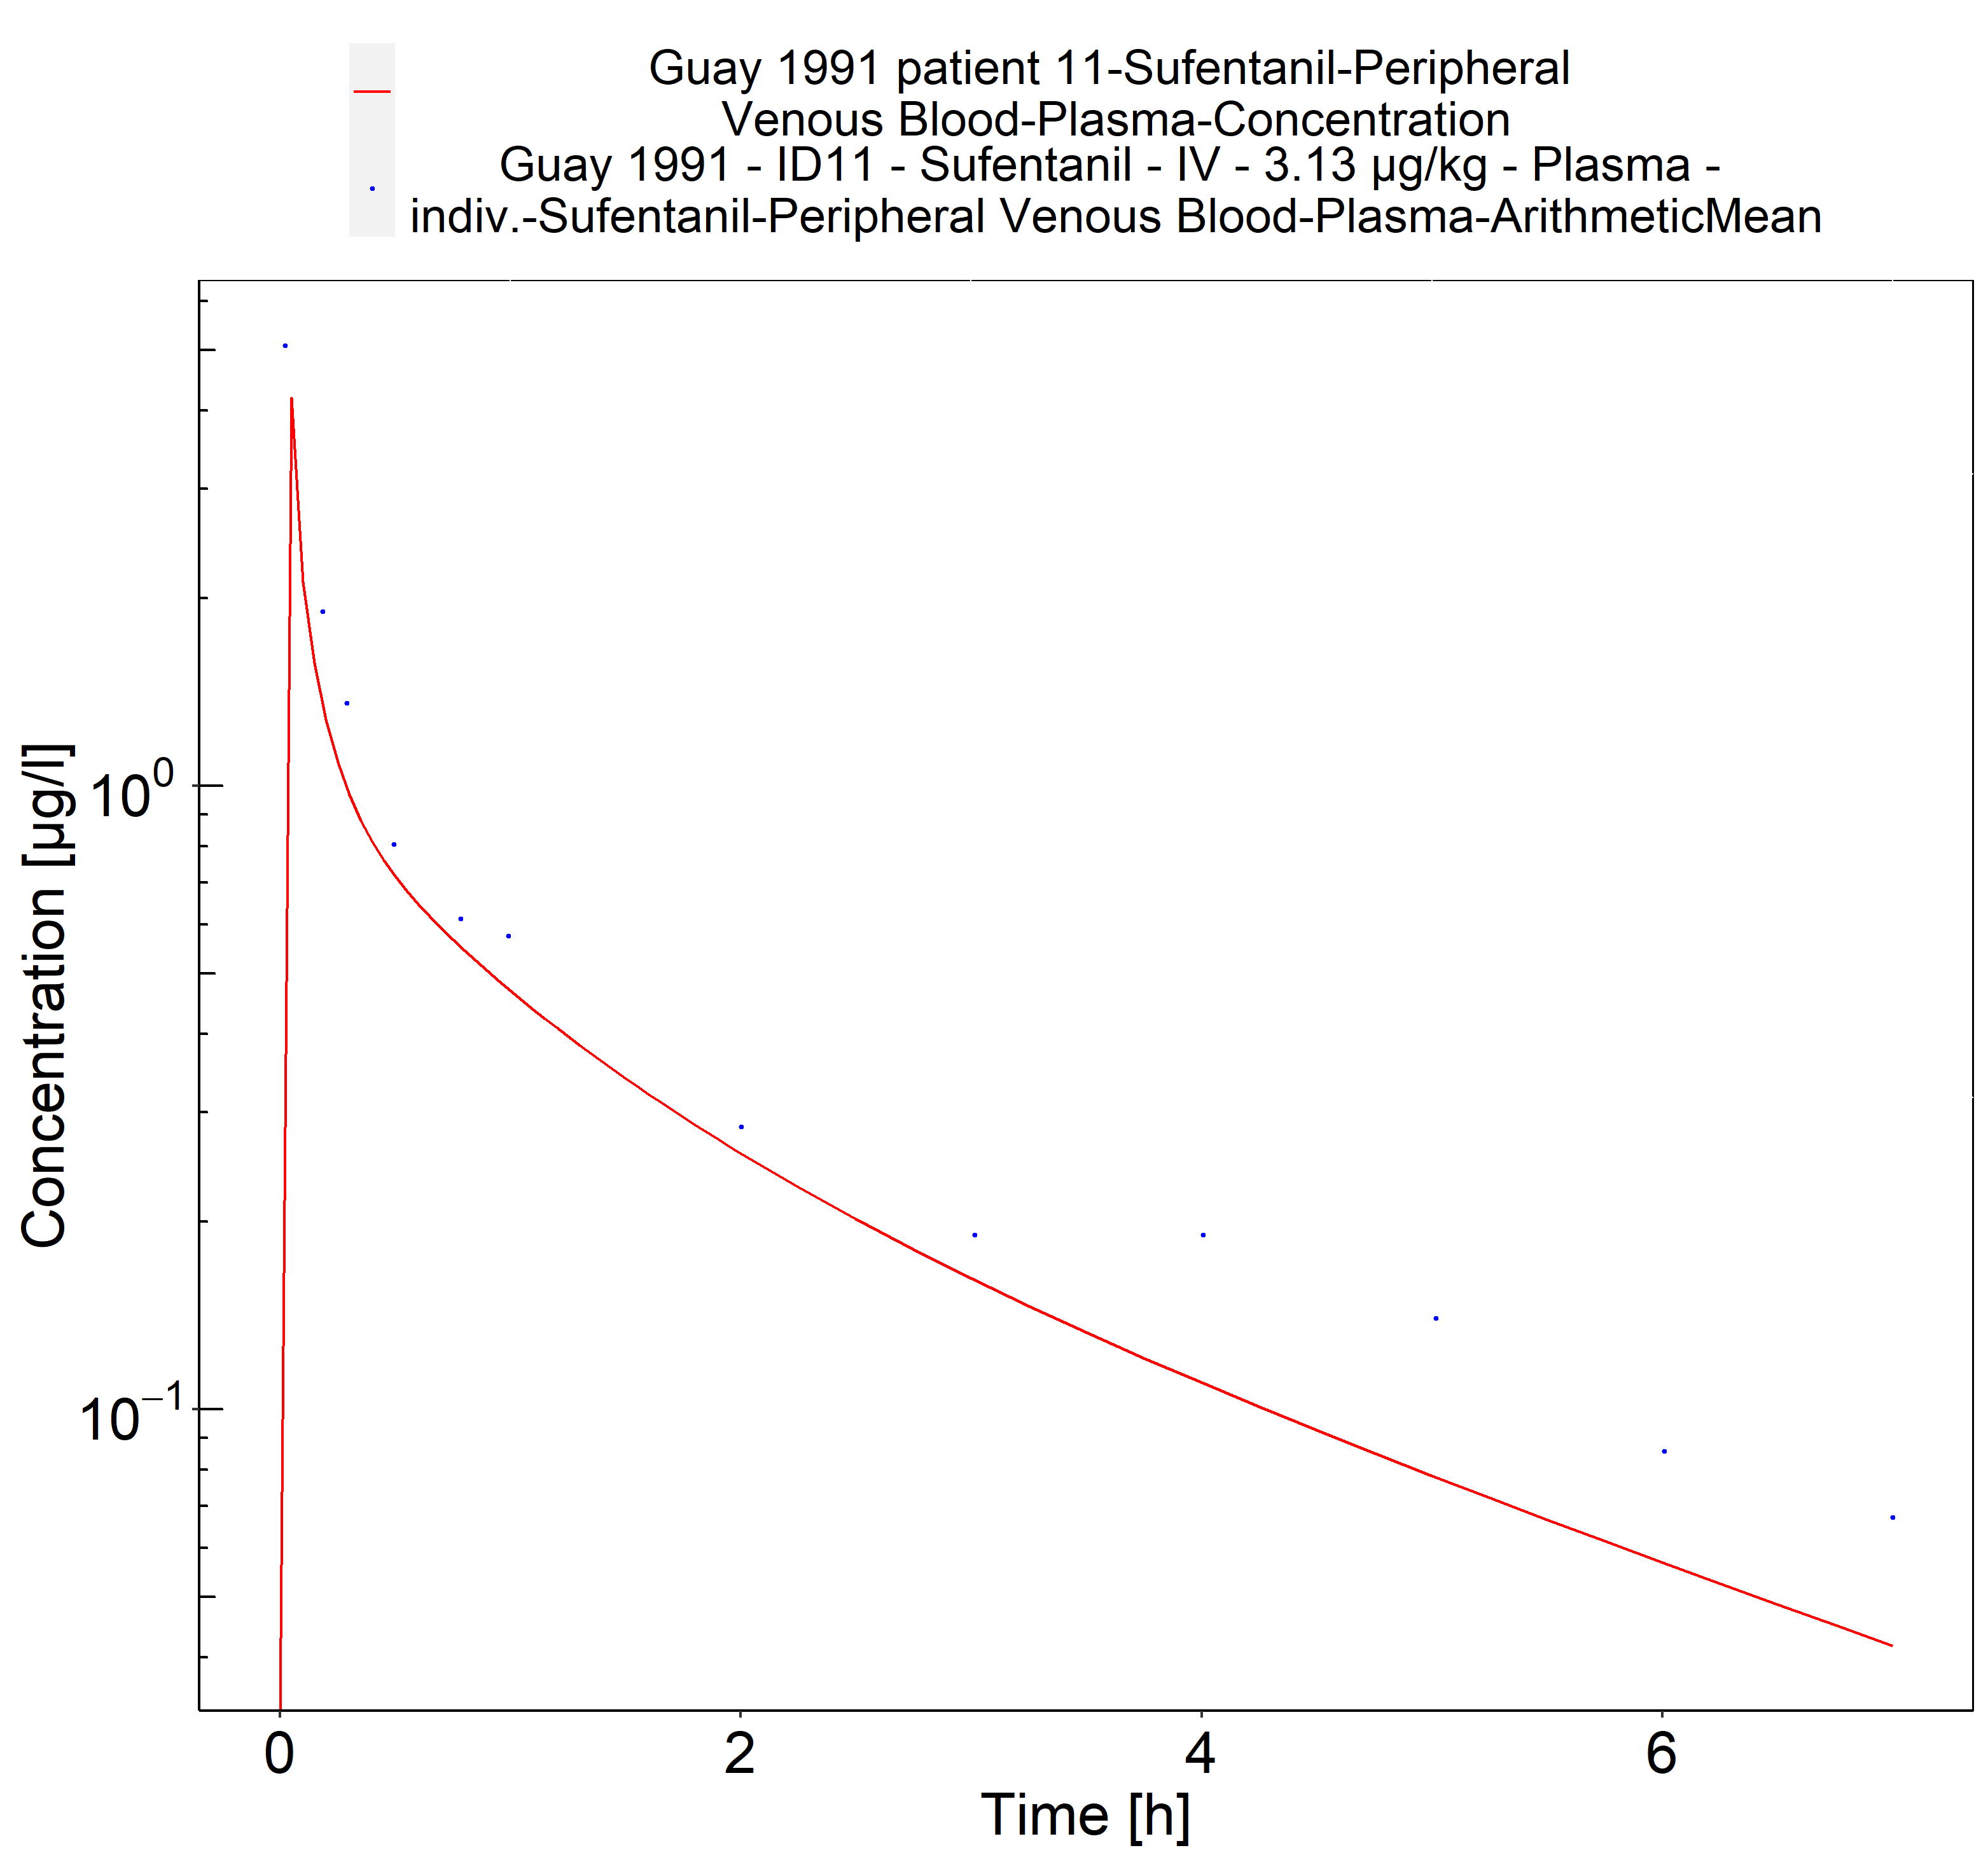 Guay 1991 patient 11-Sufentanil-Peripheral
Venous Blood-Plasma-Concentration
Guay 1991 - ID11 - Sufentanil - IV - 3.13 µg/kg - Plasma -
indiv.-Sufentanil-Peripheral Venous Blood-Plasma-ArithmeticMean
Concentration [µg/l]
10⁰
10⁻¹
0 2 4 6
Time [h]